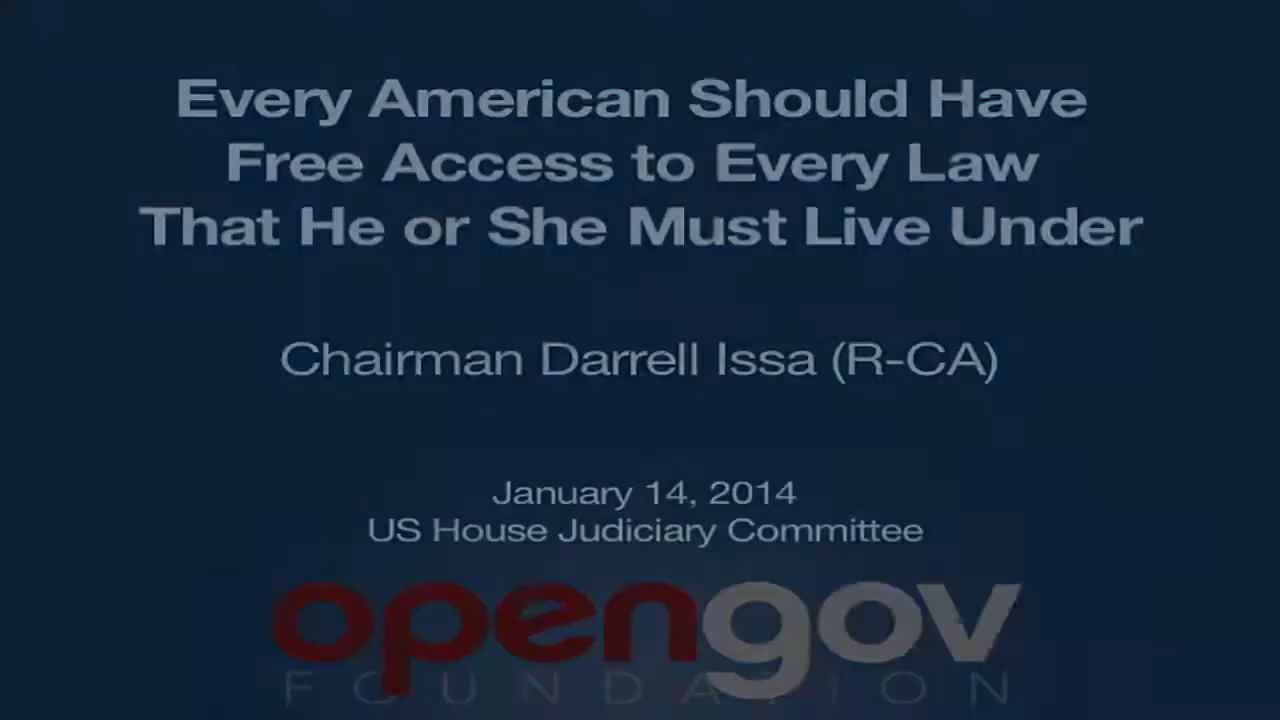 Every American Should Have
Free Access to Every Law
That He or She Must Live Under
Chairman Darrell Issa (R-CA)
January 14, 2014
US House Judiciary Committee
opengov
FOUNDATION